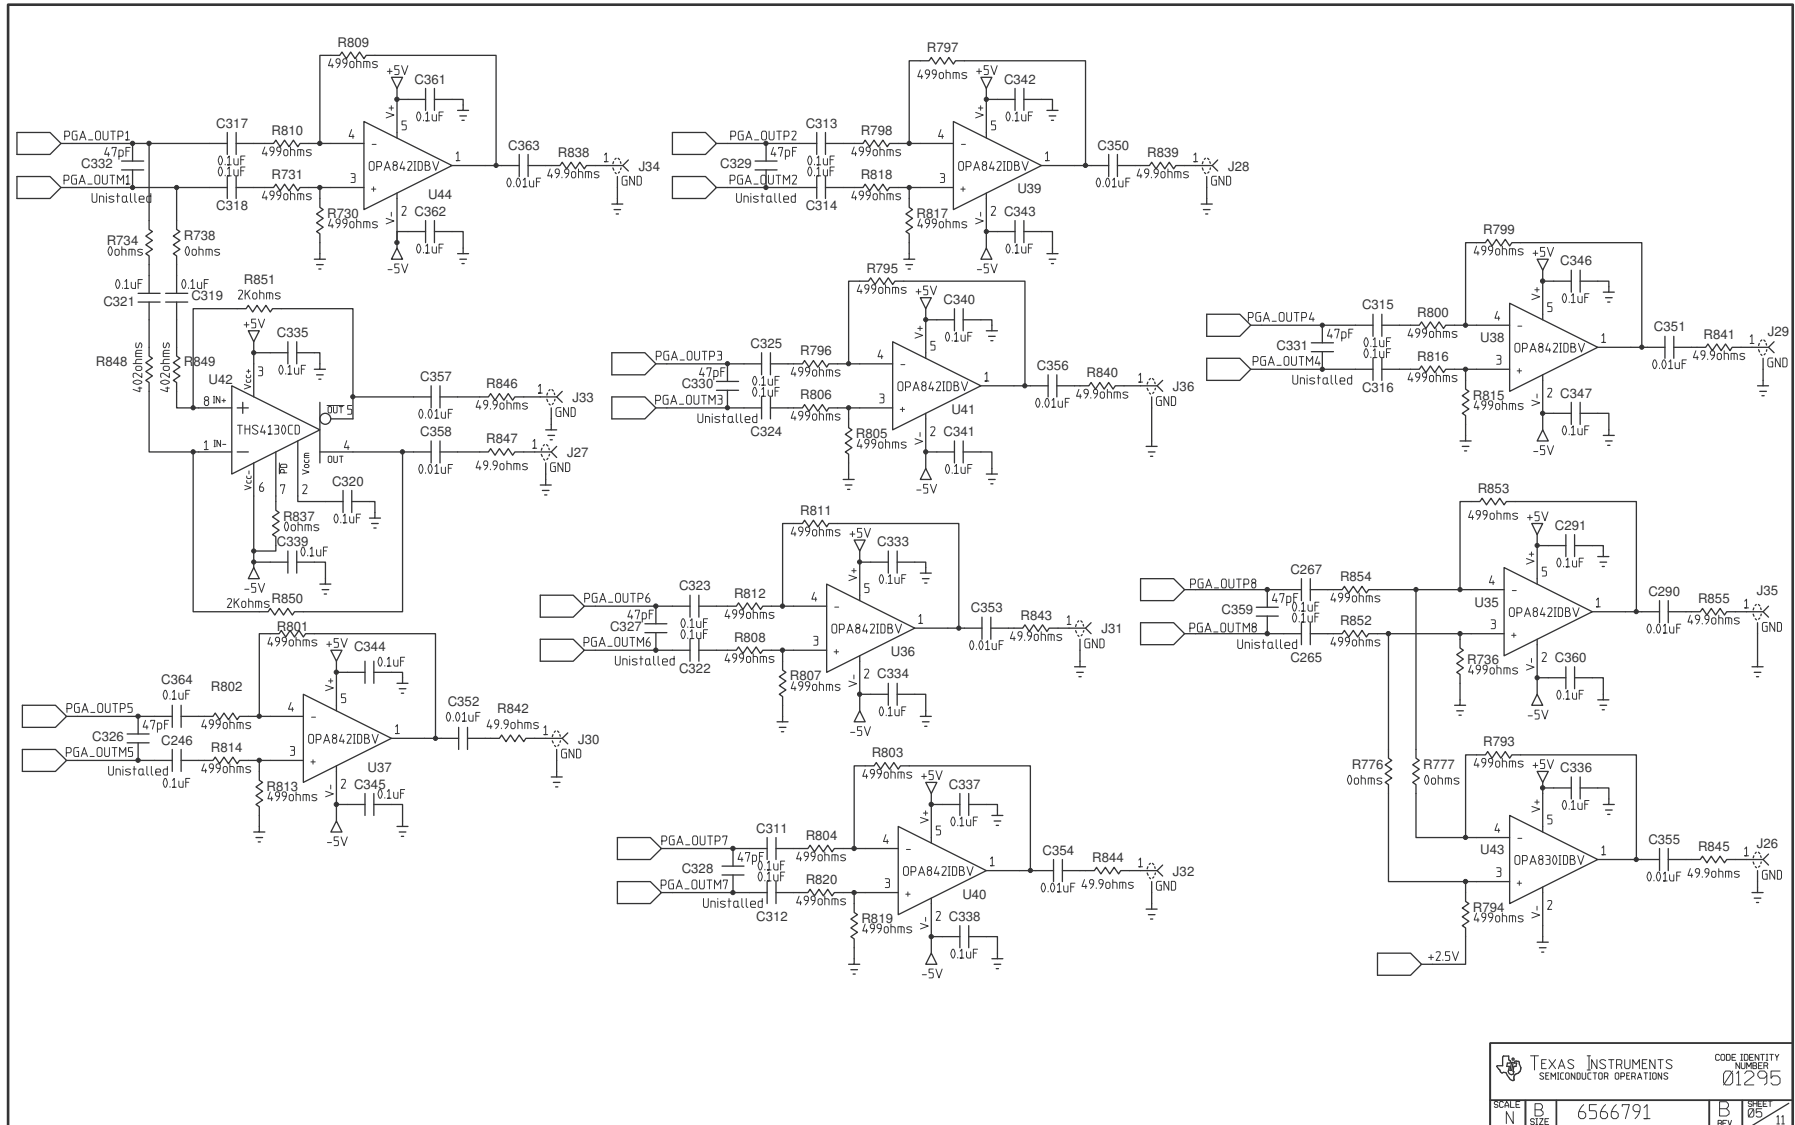 R809
499ohms
+5V
C361
0.1uF
V+
5
PGA_OUTP1
47pF
C332
PGA_OUTM1
Unistalled
C317
0.1uF
0.1uF
C318
R810
499ohms
R731
499ohms
4
3
-
+
OPA842IDBV
1
U44
R730
499ohms
V-
2
C362
0.1uF
-5V
C363
0.01uF
R838
49.9ohms
1
J34
GND
R797
499ohms
+5V
C342
0.1uF
V+
5
PGA_OUTP2
47pF
C329
PGA_OUTM2
Unistalled
C313
0.1uF
0.1uF
C314
R798
499ohms
R818
499ohms
4
3
-
+
OPA842IDBV
1
U39
R817
499ohms
V-
2
C343
0.1uF
-5V
C350
0.01uF
R839
49.9ohms
1
J28
GND
R734
0ohms
R738
0ohms
0.1uF
C321
0.1uF
C319
R851
2Kohms
+5V
C335
0.1uF
R848
402ohms
R849
402ohms
U42
Vcc+
3
8 IN+
THS4130CD
1 IN-
OUT 5
4
OUT
Vcc-
6
PD
7
Vocm
2
C320
0.1uF
R837
0ohms
C339
0.1uF
-5V
R850
2Kohms
C357
0.01uF
R846
49.9ohms
1
J33
GND
C358
0.01uF
R847
49.9ohms
1
J27
GND
R795
499ohms
+5V
C340
0.1uF
V+
5
PGA_OUTP3
47pF
C330
PGA_OUTM3
Unistalled
C325
0.1uF
0.1uF
C324
R796
499ohms
R806
499ohms
4
3
-
+
OPA842IDBV
1
U41
R805
499ohms
V-
2
C341
0.1uF
-5V
C356
0.01uF
R840
49.9ohms
1
J36
GND
R799
499ohms
+5V
C346
0.1uF
V+
5
PGA_OUTP4
47pF
C331
PGA_OUTM4
Unistalled
C315
0.1uF
0.1uF
C316
R800
499ohms
R816
499ohms
4
U38
3
-
+
OPA842IDBV
1
R815
499ohms
V-
2
C347
0.1uF
-5V
C351
0.01uF
R841
49.9ohms
1
J29
GND
R801
499ohms
+5V
C344
0.1uF
V+
5
PGA_OUTP5
47pF
C326
PGA_OUTM5
Unistalled
C364
0.1uF
C246
0.1uF
R802
499ohms
R814
499ohms
4
3
-
+
OPA842IDBV
1
U37
R813
499ohms
V-
2
C345
0.1uF
-5V
C352
0.01uF
R842
49.9ohms
1
J30
GND
R811
499ohms
+5V
C333
0.1uF
V+
5
PGA_OUTP6
47pF
C327
PGA_OUTM6
Unistalled
C323
0.1uF
0.1uF
C322
R812
499ohms
R808
499ohms
4
3
-
+
OPA842IDBV
1
U36
R807
499ohms
V-
2
C334
0.1uF
-5V
C353
0.01uF
R843
49.9ohms
1
J31
GND
R803
499ohms
+5V
C337
0.1uF
V+
5
PGA_OUTP7
47pF
C328
PGA_OUTM7
Unistalled
C311
0.1uF
0.1uF
C312
R804
499ohms
R820
499ohms
4
3
-
+
OPA842IDBV
1
U40
R819
499ohms
V-
2
C338
0.1uF
-5V
C354
0.01uF
R844
49.9ohms
1
J32
GND
R853
499ohms
+5V
C291
0.1uF
V+
5
PGA_OUTP8
47pF
C359
PGA_OUTM8
Unistalled
C267
0.1uF
0.1uF
C265
R854
499ohms
R852
499ohms
4
U35
3
-
+
OPA842IDBV
1
R736
499ohms
V-
2
C360
0.1uF
-5V
C290
0.01uF
R855
49.9ohms
1
J35
GND
R776
0ohms
R777
0ohms
R793
499ohms
+5V
C336
0.1uF
V+
5
4
U43
3
-
+
OPA830IDBV
1
R794
499ohms
V-
2
+2.5V
C355
0.01uF
R845
49.9ohms
1
J26
GND
TEXAS INSTRUMENTS
SEMICONDUCTOR OPERATIONS
CODE IDENTITY
NUMBER
01295
SCALE
N
B
SIZE
6566791
B
REV
SHEET
05
11